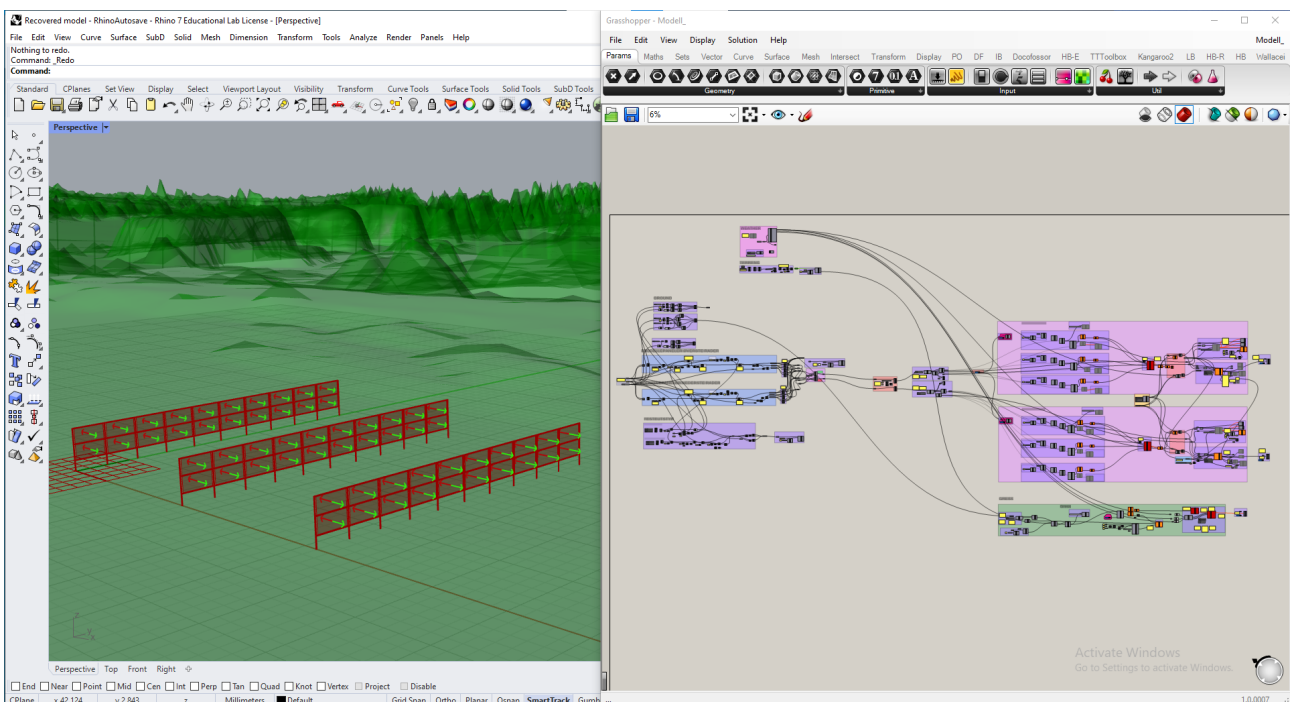 Recovered model - RhinoAutosave - Rhino 7 Educational Lab License - [Perspective]
File Edit View Curve Surface SubD Solid Mesh Dimension Transform Tools Analyze Render Panels Help
Nothing to redo.
Command: _Redo
Command:
Standard CPlanes Set View Display Select Viewport Layout Visibility Transform Curve Tools Surface Tools Solid Tools SubD Tools
Perspective
Perspective Top Front Right
End Near Point Mid Cen Int Perp Tan Quad Knot Vertex Project Disable
CPlane x 42.124 y 2.843 z Millimeters Default Grid Snap Ortho Planar Osnap SmartTrack Gumb
Grasshopper - Modell_
File Edit View Display Solution Help Modell_
Params Maths Sets Vector Curve Surface Mesh Intersect Transform Display PO DF IB Docofossor HB-E TTToolbox Kangaroo2 LB HB-R HB Wallacei
Geometry Primitive Input Util
6%
Activate Windows
Go to Settings to activate Windows.
1.0.0007